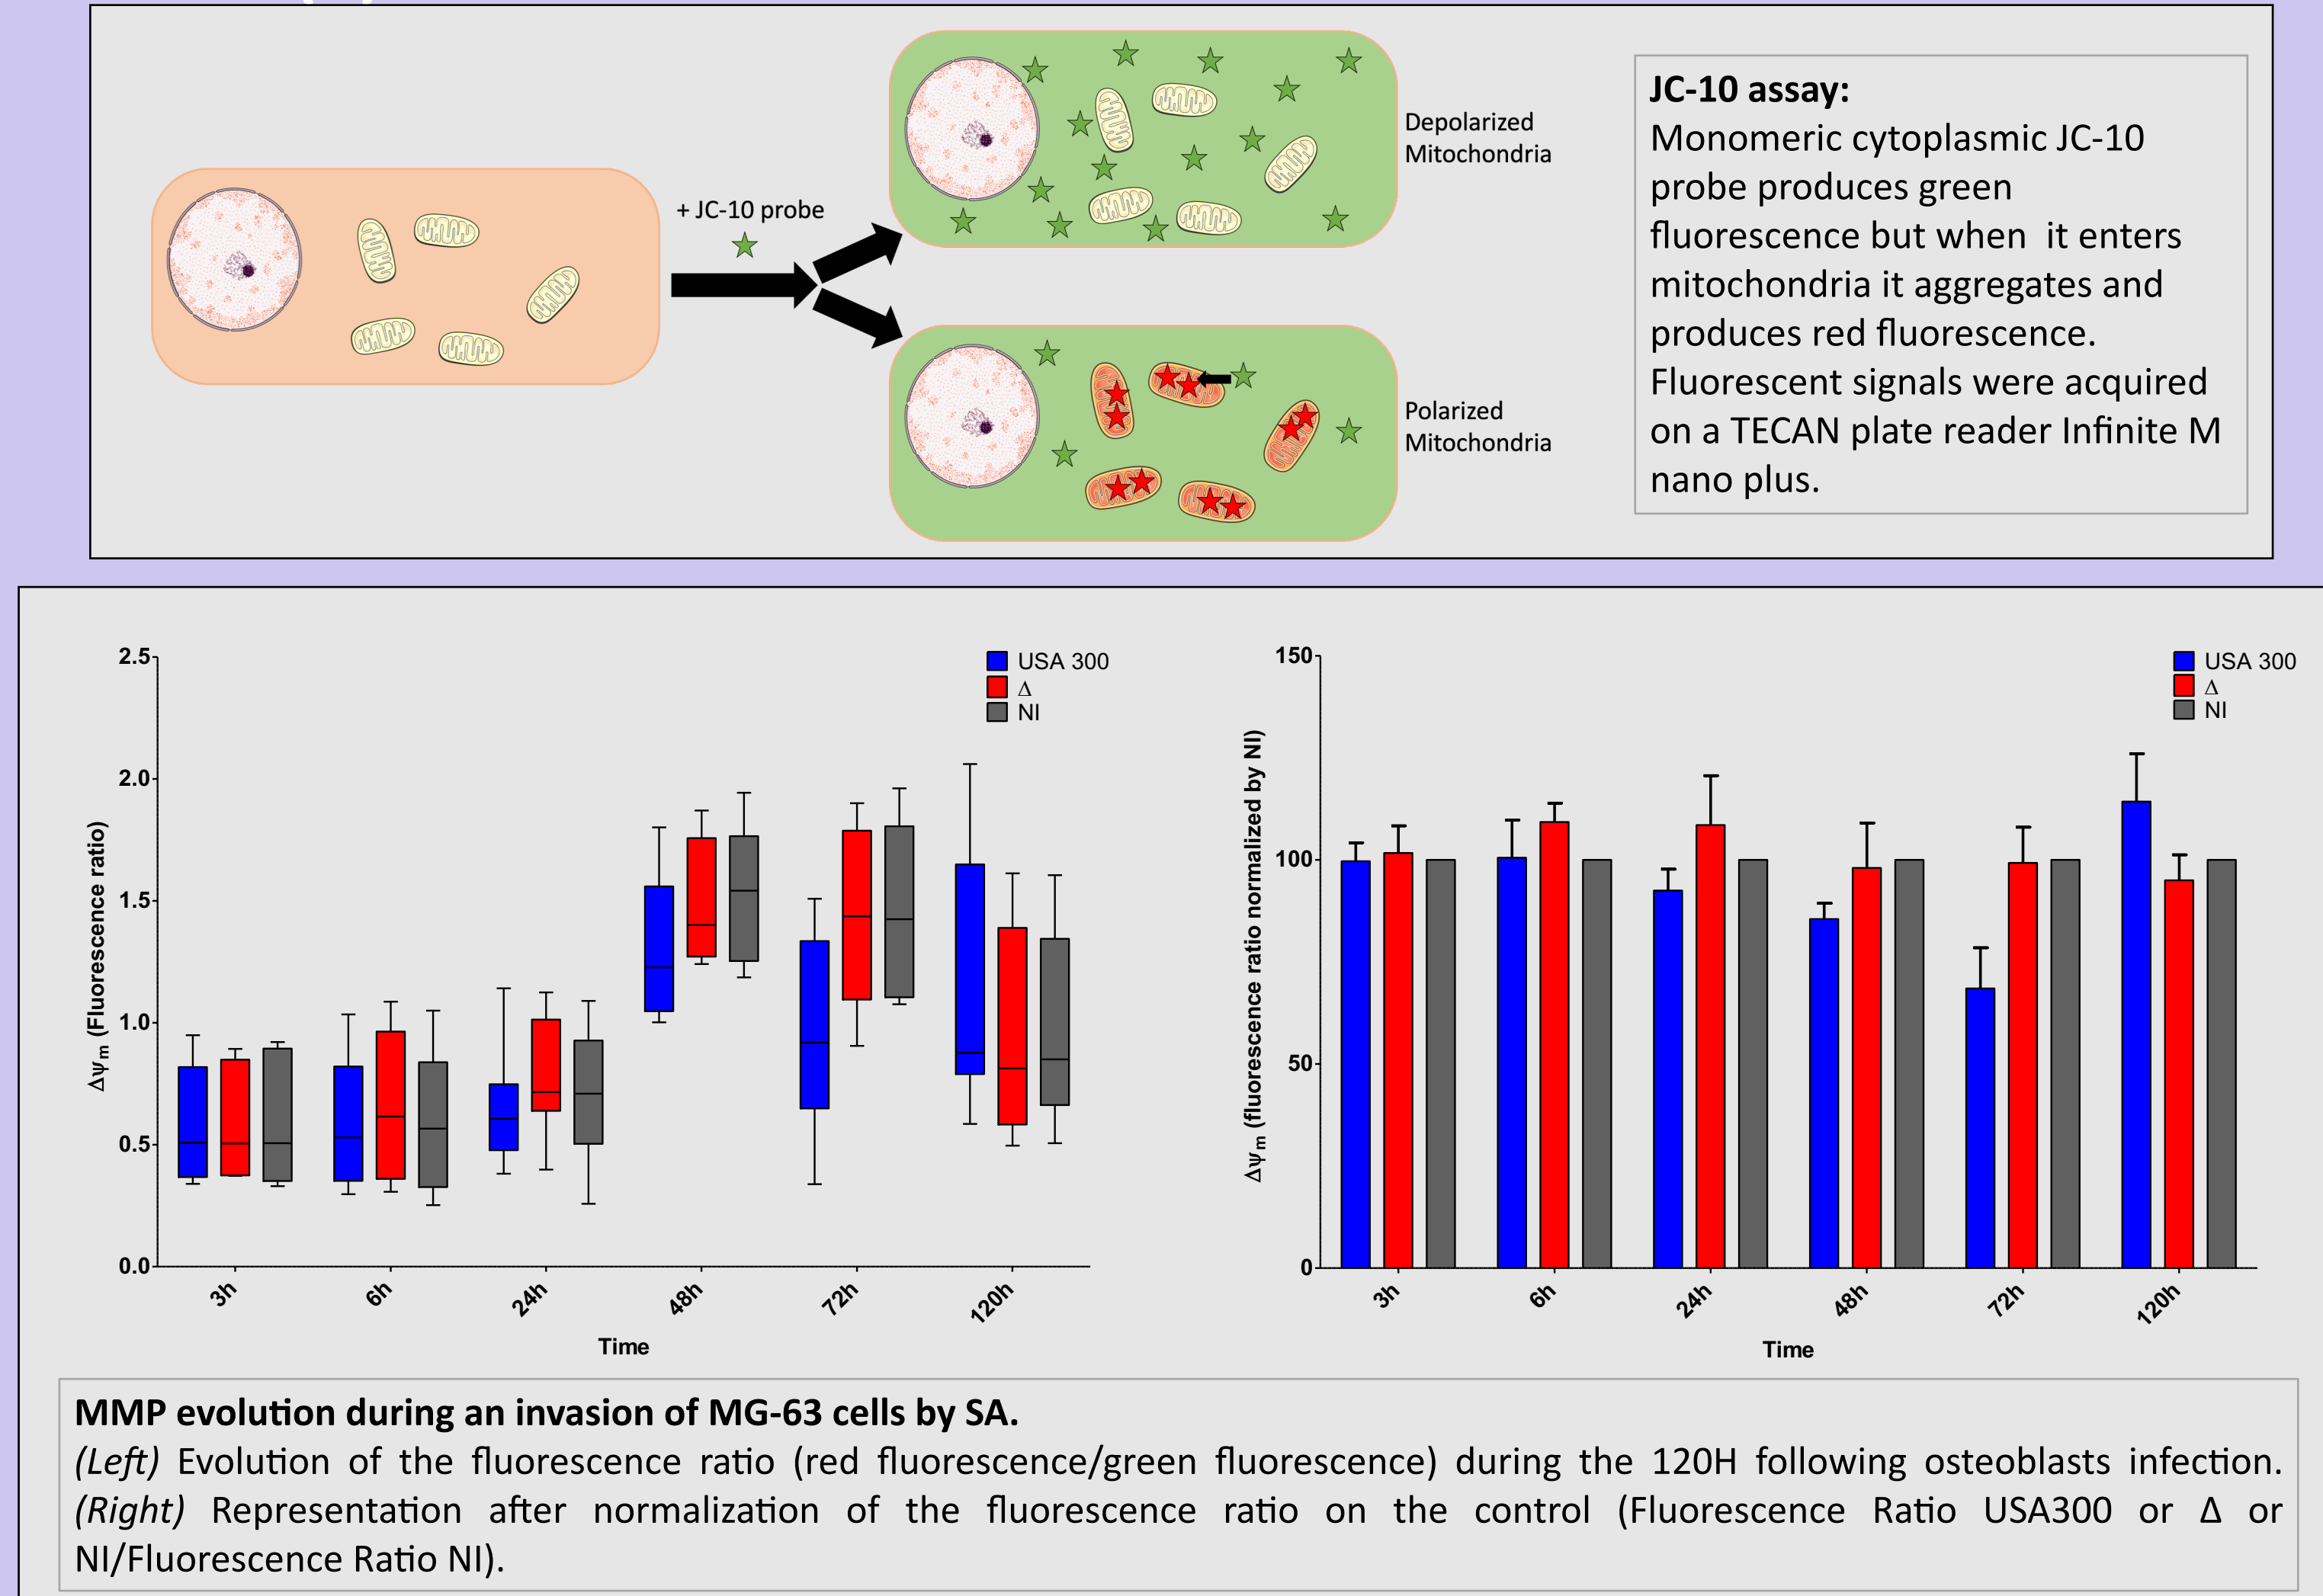 + JC-10 probe
Depolarized
Mitochondria
Polarized
Mitochondria
JC-10 assay:
Monomeric cytoplasmic JC-10
probe produces green
fluorescence but when  it enters
mitochondria it aggregates and
produces red fluorescence.
Fluorescent signals were acquired
on a TECAN plate reader Infinite M
nano plus.
2.5
2.0
1.5
1.0
0.5
0.0
Δψm (Fluorescence ratio)
USA 300
Δ
NI
3h
6h
24h
48h
72h
120h
Time
150
100
50
0
Δψm (fluorescence ratio normalized by NI)
USA 300
Δ
NI
3h
6h
24h
48h
72h
120h
Time
MMP evolution during an invasion of MG-63 cells by SA.
(Left) Evolution of the fluorescence ratio (red fluorescence/green fluorescence) during the 120H following osteoblasts infection.
(Right) Representation after normalization of the fluorescence ratio on the control (Fluorescence Ratio USA300 or Δ or
NI/Fluorescence Ratio NI).